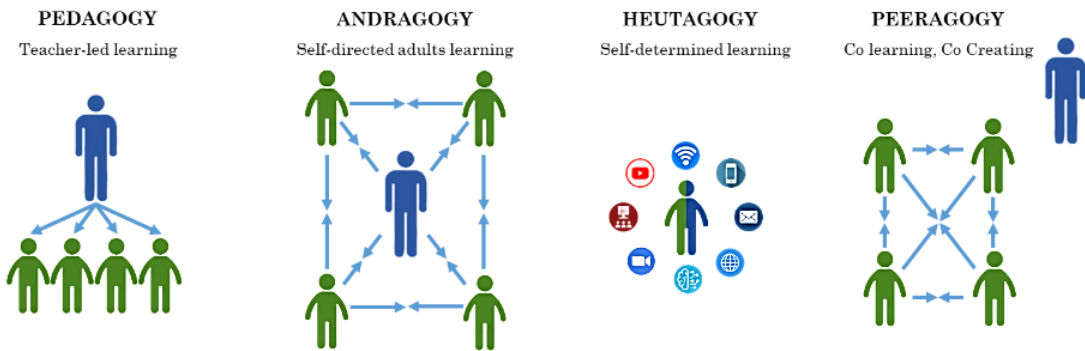 PEDAGOGY
Teacher-led learning
ANDRAGOGY
Self-directed adults learning
HEUTAGOGY
Self-determined learning
PEERAGOGY
Co learning, Co Creating